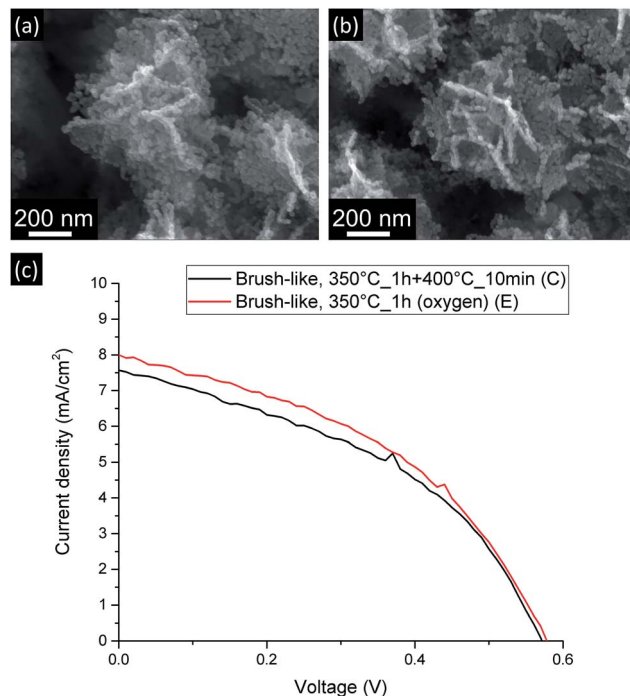 (a)
(b)
200 nm
200 nm
(c)
Brush-like, 350°C_1h+400°C_10min (C)
Brush-like, 350°C_1h (oxygen) (E)
10
9
8
7
6
5
4
3
2
1
0
Current density (mA/cm²)
0.0
0.2
0.4
0.6
Voltage (V)